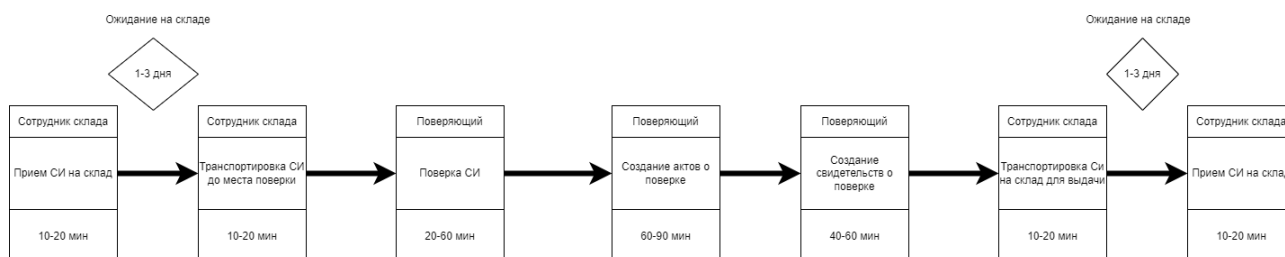 Ожидание на складе
Ожидание на складе
1-3 дня
1-3 дня
Сотрудник склада
Сотрудник склада
Поверяющий
Поверяющий
Поверяющий
Сотрудник склада
Сотрудник склада
Прием СИ на склад
Транспортировка СИ
до места поверки
Поверка СИ
Создание актов о
поверке
Создание
свидетельств о
поверке
Транспортировка Си
на склад для выдачи
Прием СИ на склад
10-20 мин
10-20 мин
20-60 мин
60-90 мин
40-60 мин
10-20 мин
10-20 мин